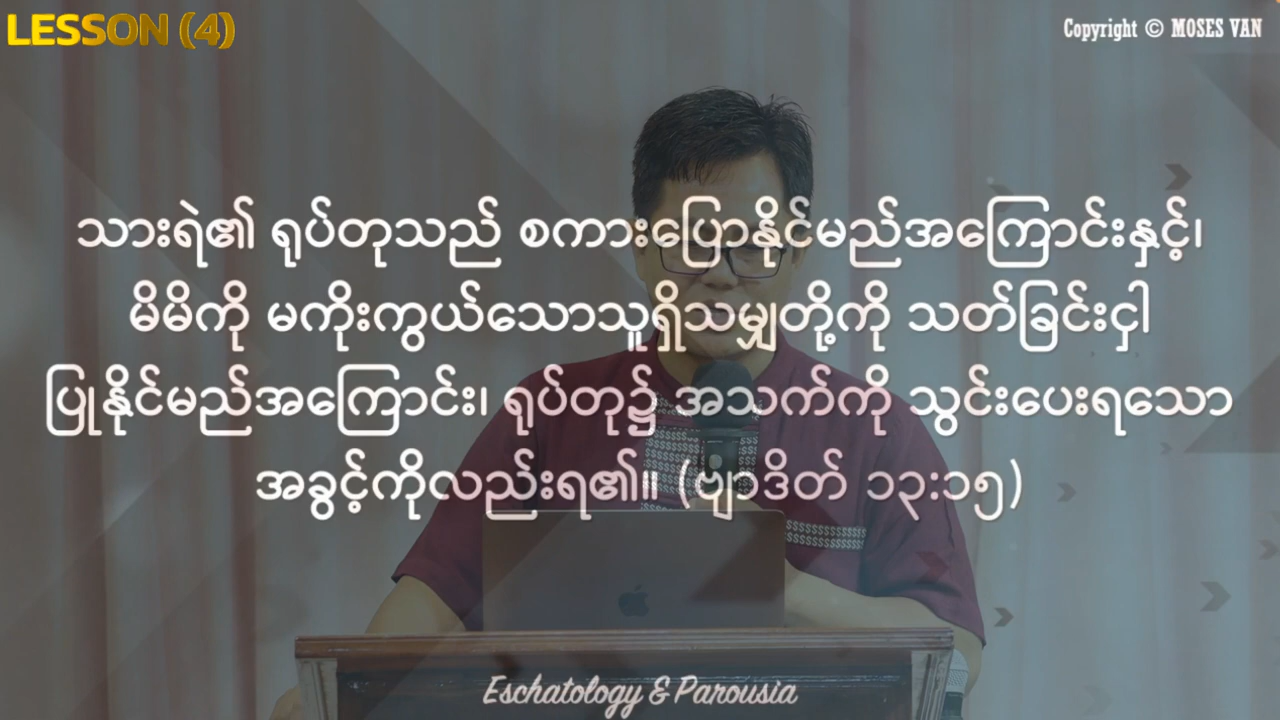 LESSON (4)
Copyright © MOSES VAN
သားရဲ၏ ရုပ်တုသည် စကားပြောနိုင်မည်အကြောင်းနှင့်၊
မိမိကို မကိုးကွယ်သောသူရှိသမျှတို့ကို သတ်ခြင်းငှါ
ပြုနိုင်မည်အကြောင်း၊ ရုပ်တု၌ အသက်ကို သွင်းပေးရသော
အခွင့်ကိုလည်းရ၏။ (ဗျာဒိတ် ၁၃:၁၅)
Eschatology & Parousia